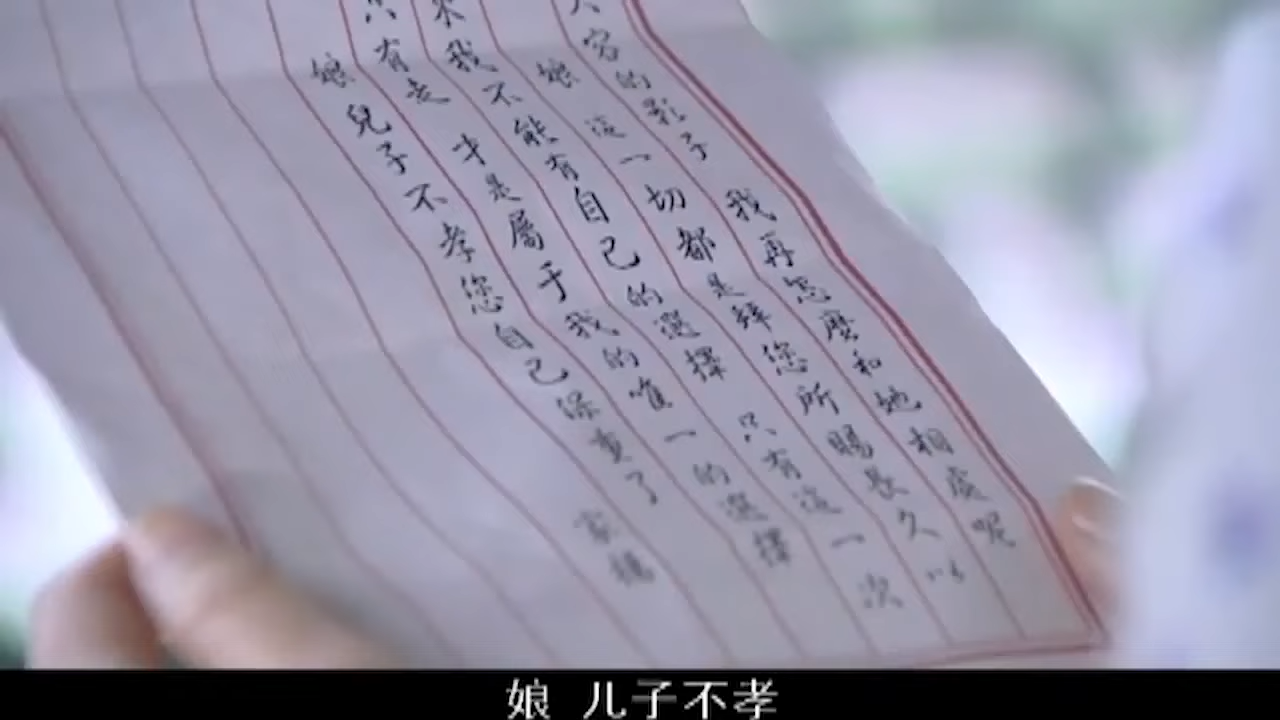 容的影子 我再怎麼和她相處呢
娘 這一切都是拜您所賜長久以
來我不能有自己的選擇 只有這一次
只有走 才是屬于我的唯一的選擇
娘 兒子不孝您自己保重了
家
娘 儿子不孝